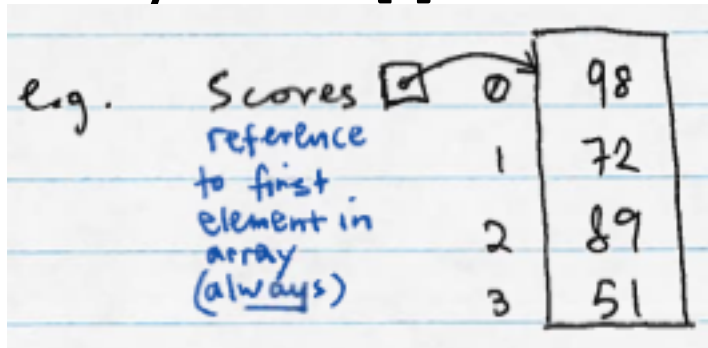 e.g. Scores 0 98
reference
1 72
to first
element in
2 89
array
(always)
3 51